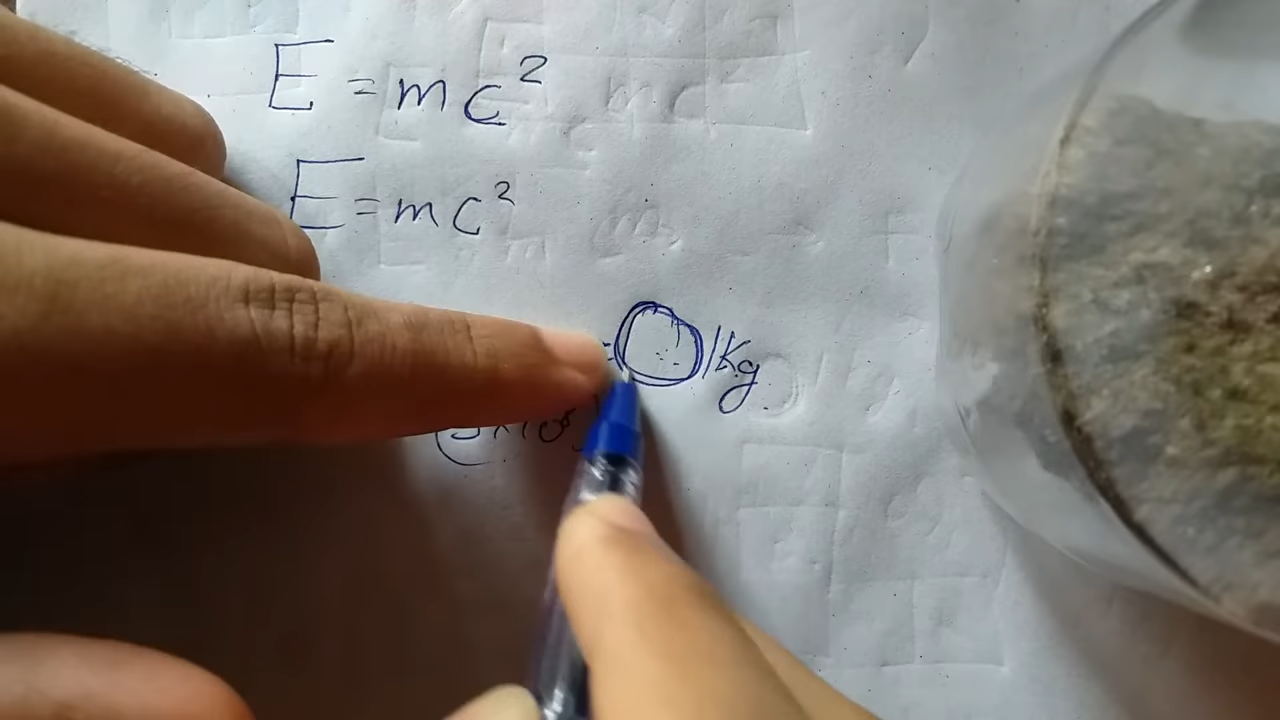 E = mc²
E = mc²
= /Kg